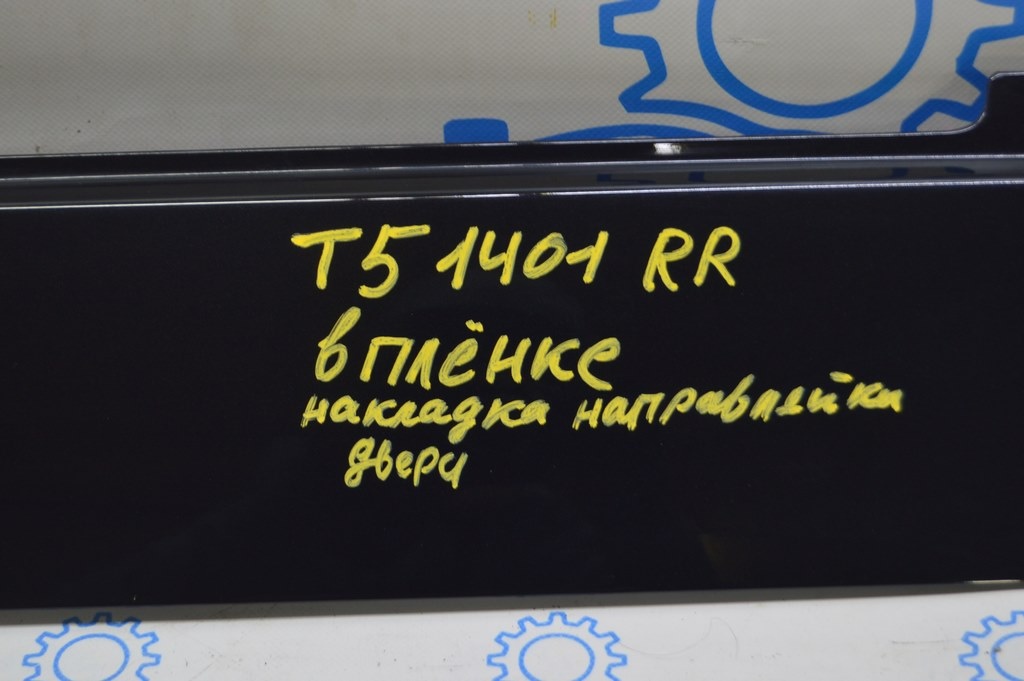 T5 1401 RR
в плёнке
накладка направляйки
двери